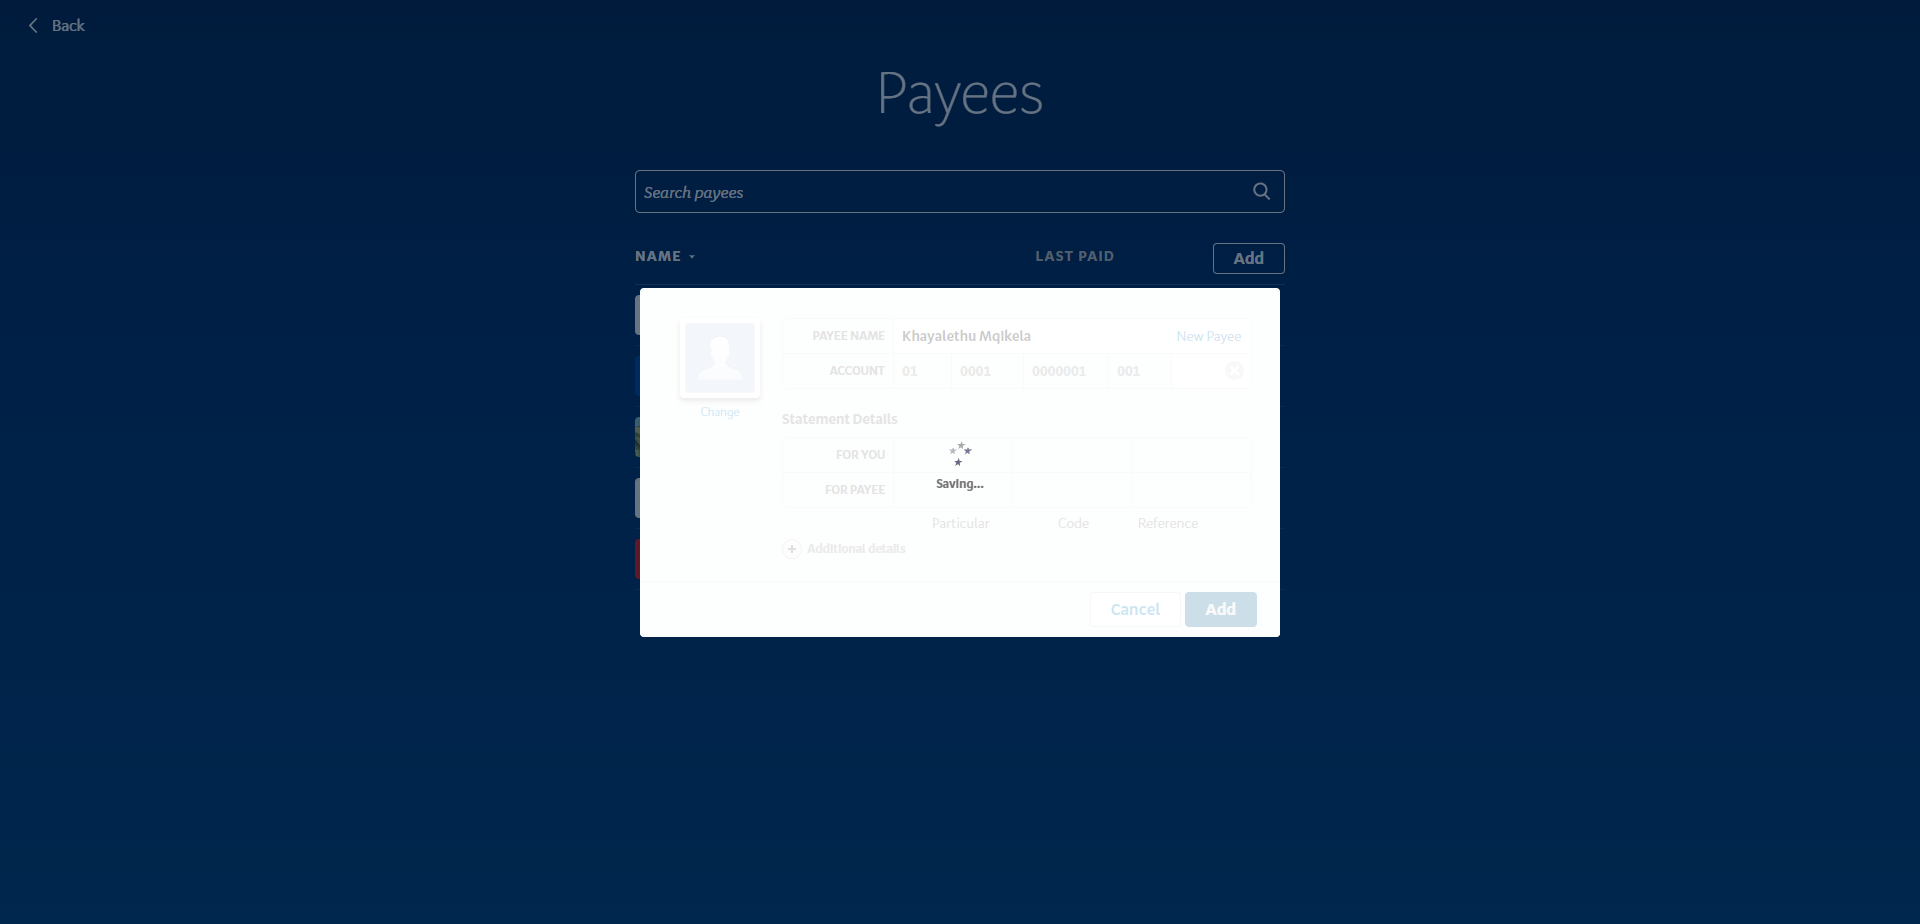 Back
Payees
Search payees
NAME LAST PAID Add
PAYEE NAME Khayalethu Mqikela New Payee
ACCOUNT 01 0001 0000001 001
Change
Statement Details
FOR YOU
FOR PAYEE
Saving...
Particular Code Reference
Additional details
Cancel Add